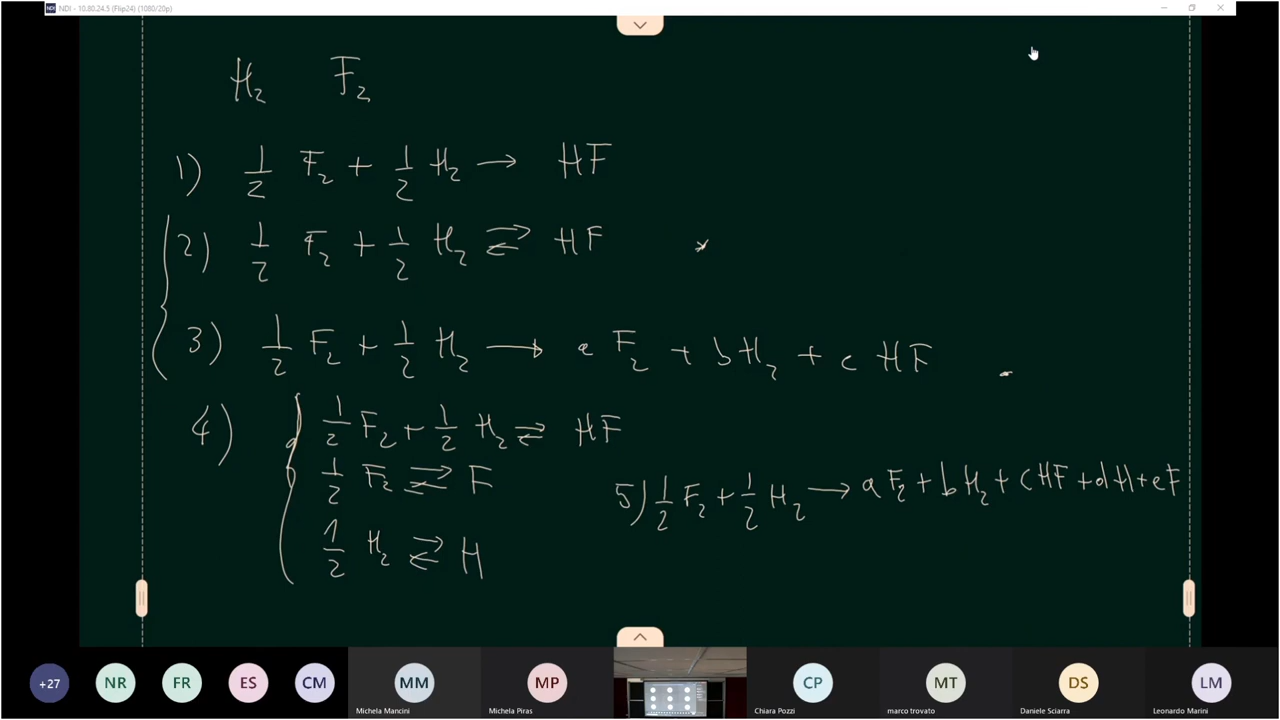 NDI - 10.80.24.5 (Flip24) (1080/20p)
H₂ F₂
1) 1/2 F₂ + 1/2 H₂ → HF
2) 1/2 F₂ + 1/2 H₂ ⇄ HF *
3) 1/2 F₂ + 1/2 H₂ → a F₂ + b H₂ + c HF
4) 1/2 F₂ + 1/2 H₂ ⇄ HF
1/2 F₂ ⇄ F
5) 1/2 F₂ + 1/2 H₂ → a F₂ + b H₂ + c HF + d H + e F
1/2 H₂ ⇄ H
+27 NR FR ES CM MM MP CP MT DS LM
Michela Mancini Michela Piras Chiara Pozzi marco trovato Daniele Sciarra Leonardo Marini